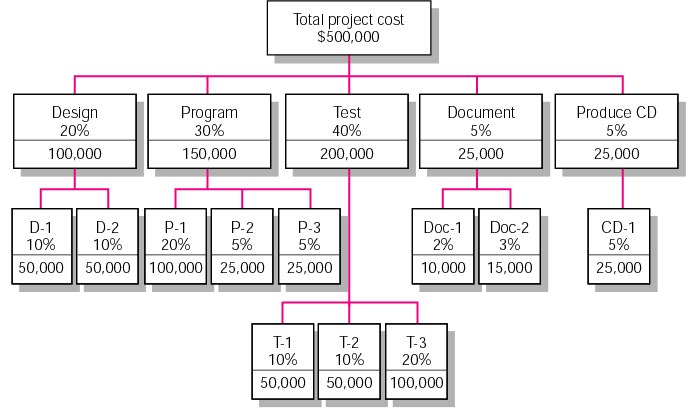 Total project cost
$500,000
Design
20%
100,000
Program
30%
150,000
Test
40%
200,000
Document
5%
25,000
Produce CD
5%
25,000
D-1
10%
50,000
D-2
10%
50,000
P-1
20%
100,000
P-2
5%
25,000
P-3
5%
25,000
Doc-1
2%
10,000
Doc-2
3%
15,000
CD-1
5%
25,000
T-1
10%
50,000
T-2
10%
50,000
T-3
20%
100,000